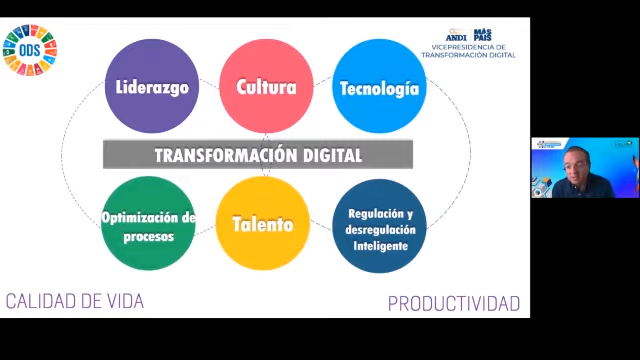 ODS
ANDI MÁS PAÍS
VICEPRESIDENCIA DE
TRANSFORMACIÓN DIGITAL
Liderazgo
Cultura
Tecnología
TRANSFORMACIÓN DIGITAL
Optimización de
procesos
Talento
Regulación y
desregulación
Inteligente
CALIDAD DE VIDA
PRODUCTIVIDAD